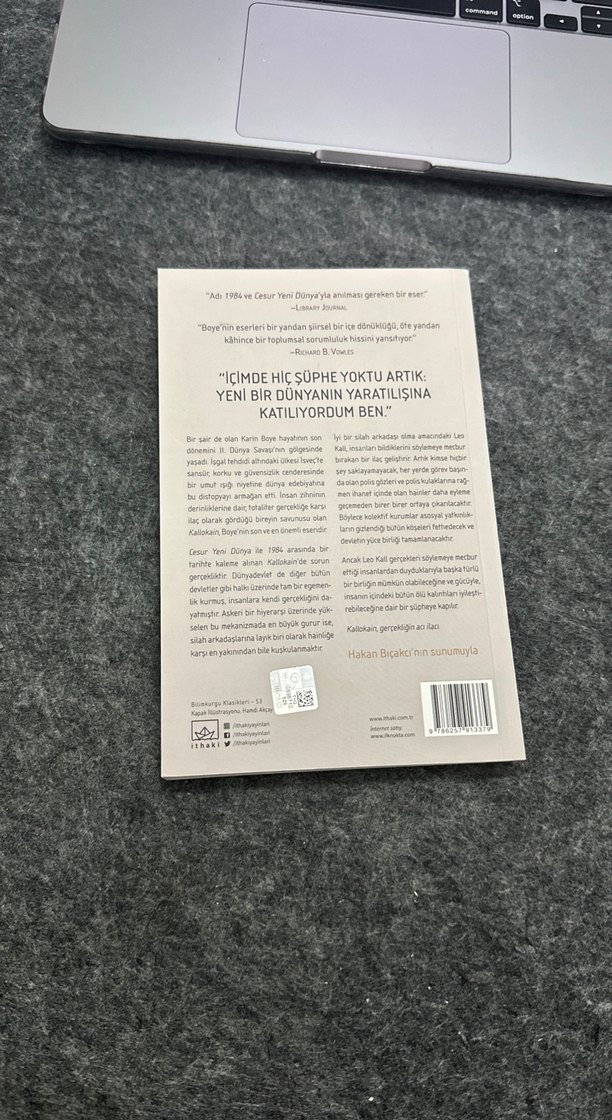 command
option
"Adı 1984 ve Cesur Yeni Dünya'yla anılması gereken bir eser."
–Library Journal
"Boye'nin eserleri bir yandan şiirsel bir içe dönüklüğü, öte yandan
kâhince bir toplumsal sorumluluk hissini yansıtıyor."
–Richard B. Vowles
"İÇİMDE HİÇ ŞÜPHE YOKTU ARTIK:
YENİ BİR DÜNYANIN YARATILIŞINA
KATILIYORDUM BEN."
Bir şair de olan Karin Boye hayatının son
dönemini II. Dünya Savaşı'nın gölgesinde
yaşadı. İşgal tehdidi altındaki ülkesi İsveç'te
sansür, korku ve güvensizlik cenderesinde
bir umut ışığı niyetine dünya edebiyatına
bu distopyayı armağan etti. İnsan zihninin
derinliklerine dair, totaliter gerçekliğe karşı
ilaç olarak gördüğü bireyin savunusu olan
Kallokain, Boye'nin son ve en önemli eseridir.
Cesur Yeni Dünya ile 1984 arasında bir
tarihte kaleme alınan Kallokain'de sorun
gerçekliktir. Dünyadevlet de diğer bütün
devletler gibi halkı üzerinde tam bir egemen-
lik kurmuş, insanlara kendi gerçekliğini da-
yatmıştır. Askeri bir hiyerarşi üzerinde yük-
selen bu mekanizmada en büyük gurur ise,
silah arkadaşlarına layık biri olarak hainliğe
karşı en yakınından bile kuşkulanmaktır.
İyi bir silah arkadaşı olma amacındaki Leo
Kall, insanları bildiklerini söylemeye mecbur
bırakan bir ilaç geliştirir. Artık kimse hiçbir
şey saklayamayacak, her yerde görev başın-
da olan polis gözleri ve polis kulaklarına rağ-
men ihanet içinde olan hainler daha eyleme
geçemeden birer birer ortaya çıkarılacaktır.
Böylece kolektif kurumlar asosyal yatkınlık-
ların gizlendiği bütün köşeleri fethedecek ve
devletin yüce birliği tamamlanacaktır.
Ancak Leo Kall gerçekleri söylemeye mecbur
ettiği insanlardan duyduklarıyla başka türlü
bir birliğin mümkün olabileceğine ve gücüyle,
insanın içindeki bütün ölü kalıntıları iyileşti-
rebileceğine dair bir şüpheye kapılır.
Kallokain, gerçekliğin acı ilacı.
Hakan Bıçakcı'nın sunumuyla
Bilimkurgu Klasikleri – 53
Kapak İllüstrasyonu: Hamdi Akçay
ithaki
/ithakiyayinlari
/ithakiyayinlari
/ithakiyayinlari
www.ithaki.com.tr
İnternet satış:
www.ilknokta.com
9 786257 913379